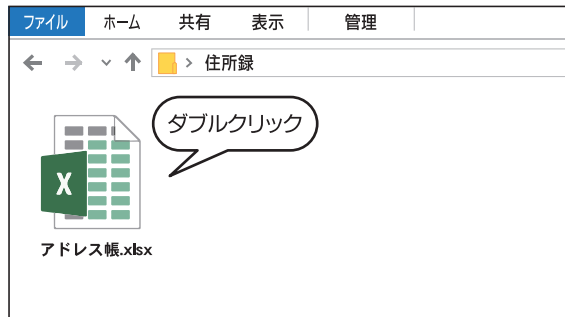 ファイル ホーム 共有 表示 管理
> 住所録
ダブルクリック
X
アドレス帳.xlsx